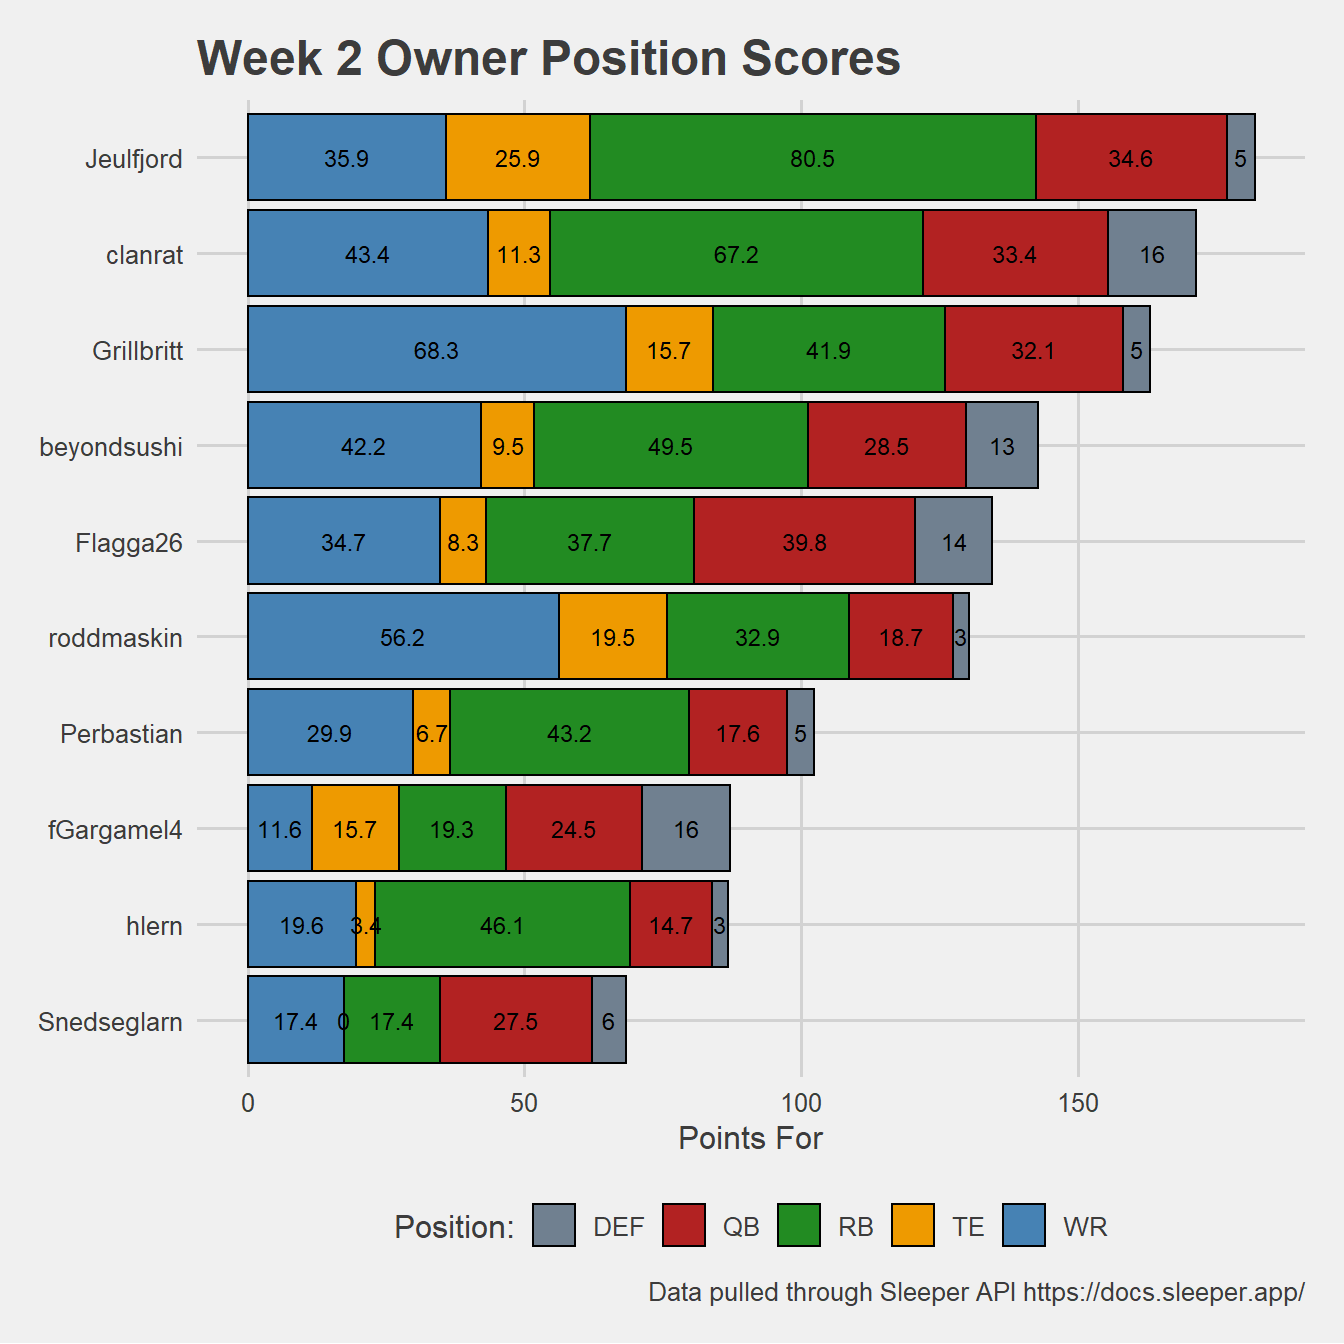 Week 2 Owner Position Scores
Jeulfjord 35.9 25.9 80.5 34.6 5
clanrat 43.4 11.3 67.2 33.4 16
Grillbritt 68.3 15.7 41.9 32.1 5
beyondsushi 42.2 9.5 49.5 28.5 13
Flagga26 34.7 8.3 37.7 39.8 14
roddmaskin 56.2 19.5 32.9 18.7 3
Perbastian 29.9 6.7 43.2 17.6 5
fGargamel4 11.6 15.7 19.3 24.5 16
hlern 19.6 3.4 46.1 14.7 3
Snedseglarn 17.4 0 17.4 27.5 6
0 50 100 150
Points For
Position: DEF QB RB TE WR
Data pulled through Sleeper API https://docs.sleeper.app/